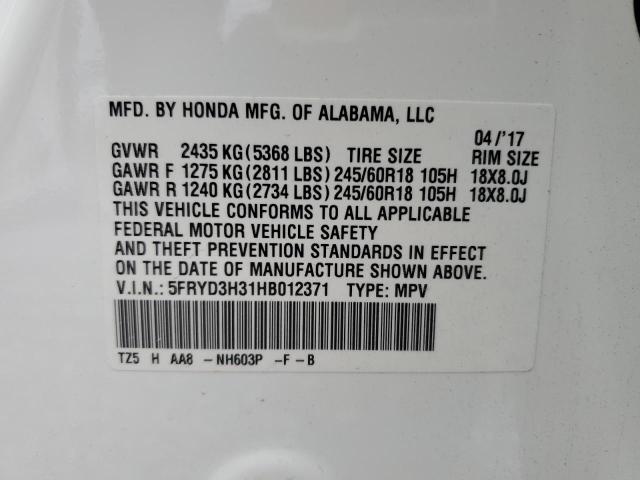 MFD. BY HONDA MFG. OF ALABAMA, LLC
04/'17
GVWR 2435 KG (5368 LBS) TIRE SIZE RIM SIZE
GAWR F 1275 KG (2811 LBS) 245/60R18 105H 18X8.0J
GAWR R 1240 KG (2734 LBS) 245/60R18 105H 18X8.0J
THIS VEHICLE CONFORMS TO ALL APPLICABLE
FEDERAL MOTOR VEHICLE SAFETY
AND THEFT PREVENTION STANDARDS IN EFFECT
ON THE DATE OF MANUFACTURE SHOWN ABOVE.
V.I.N.: 5FRYD3H31HB012371 TYPE: MPV
TZ5 H AA8 -NH603P -F -B